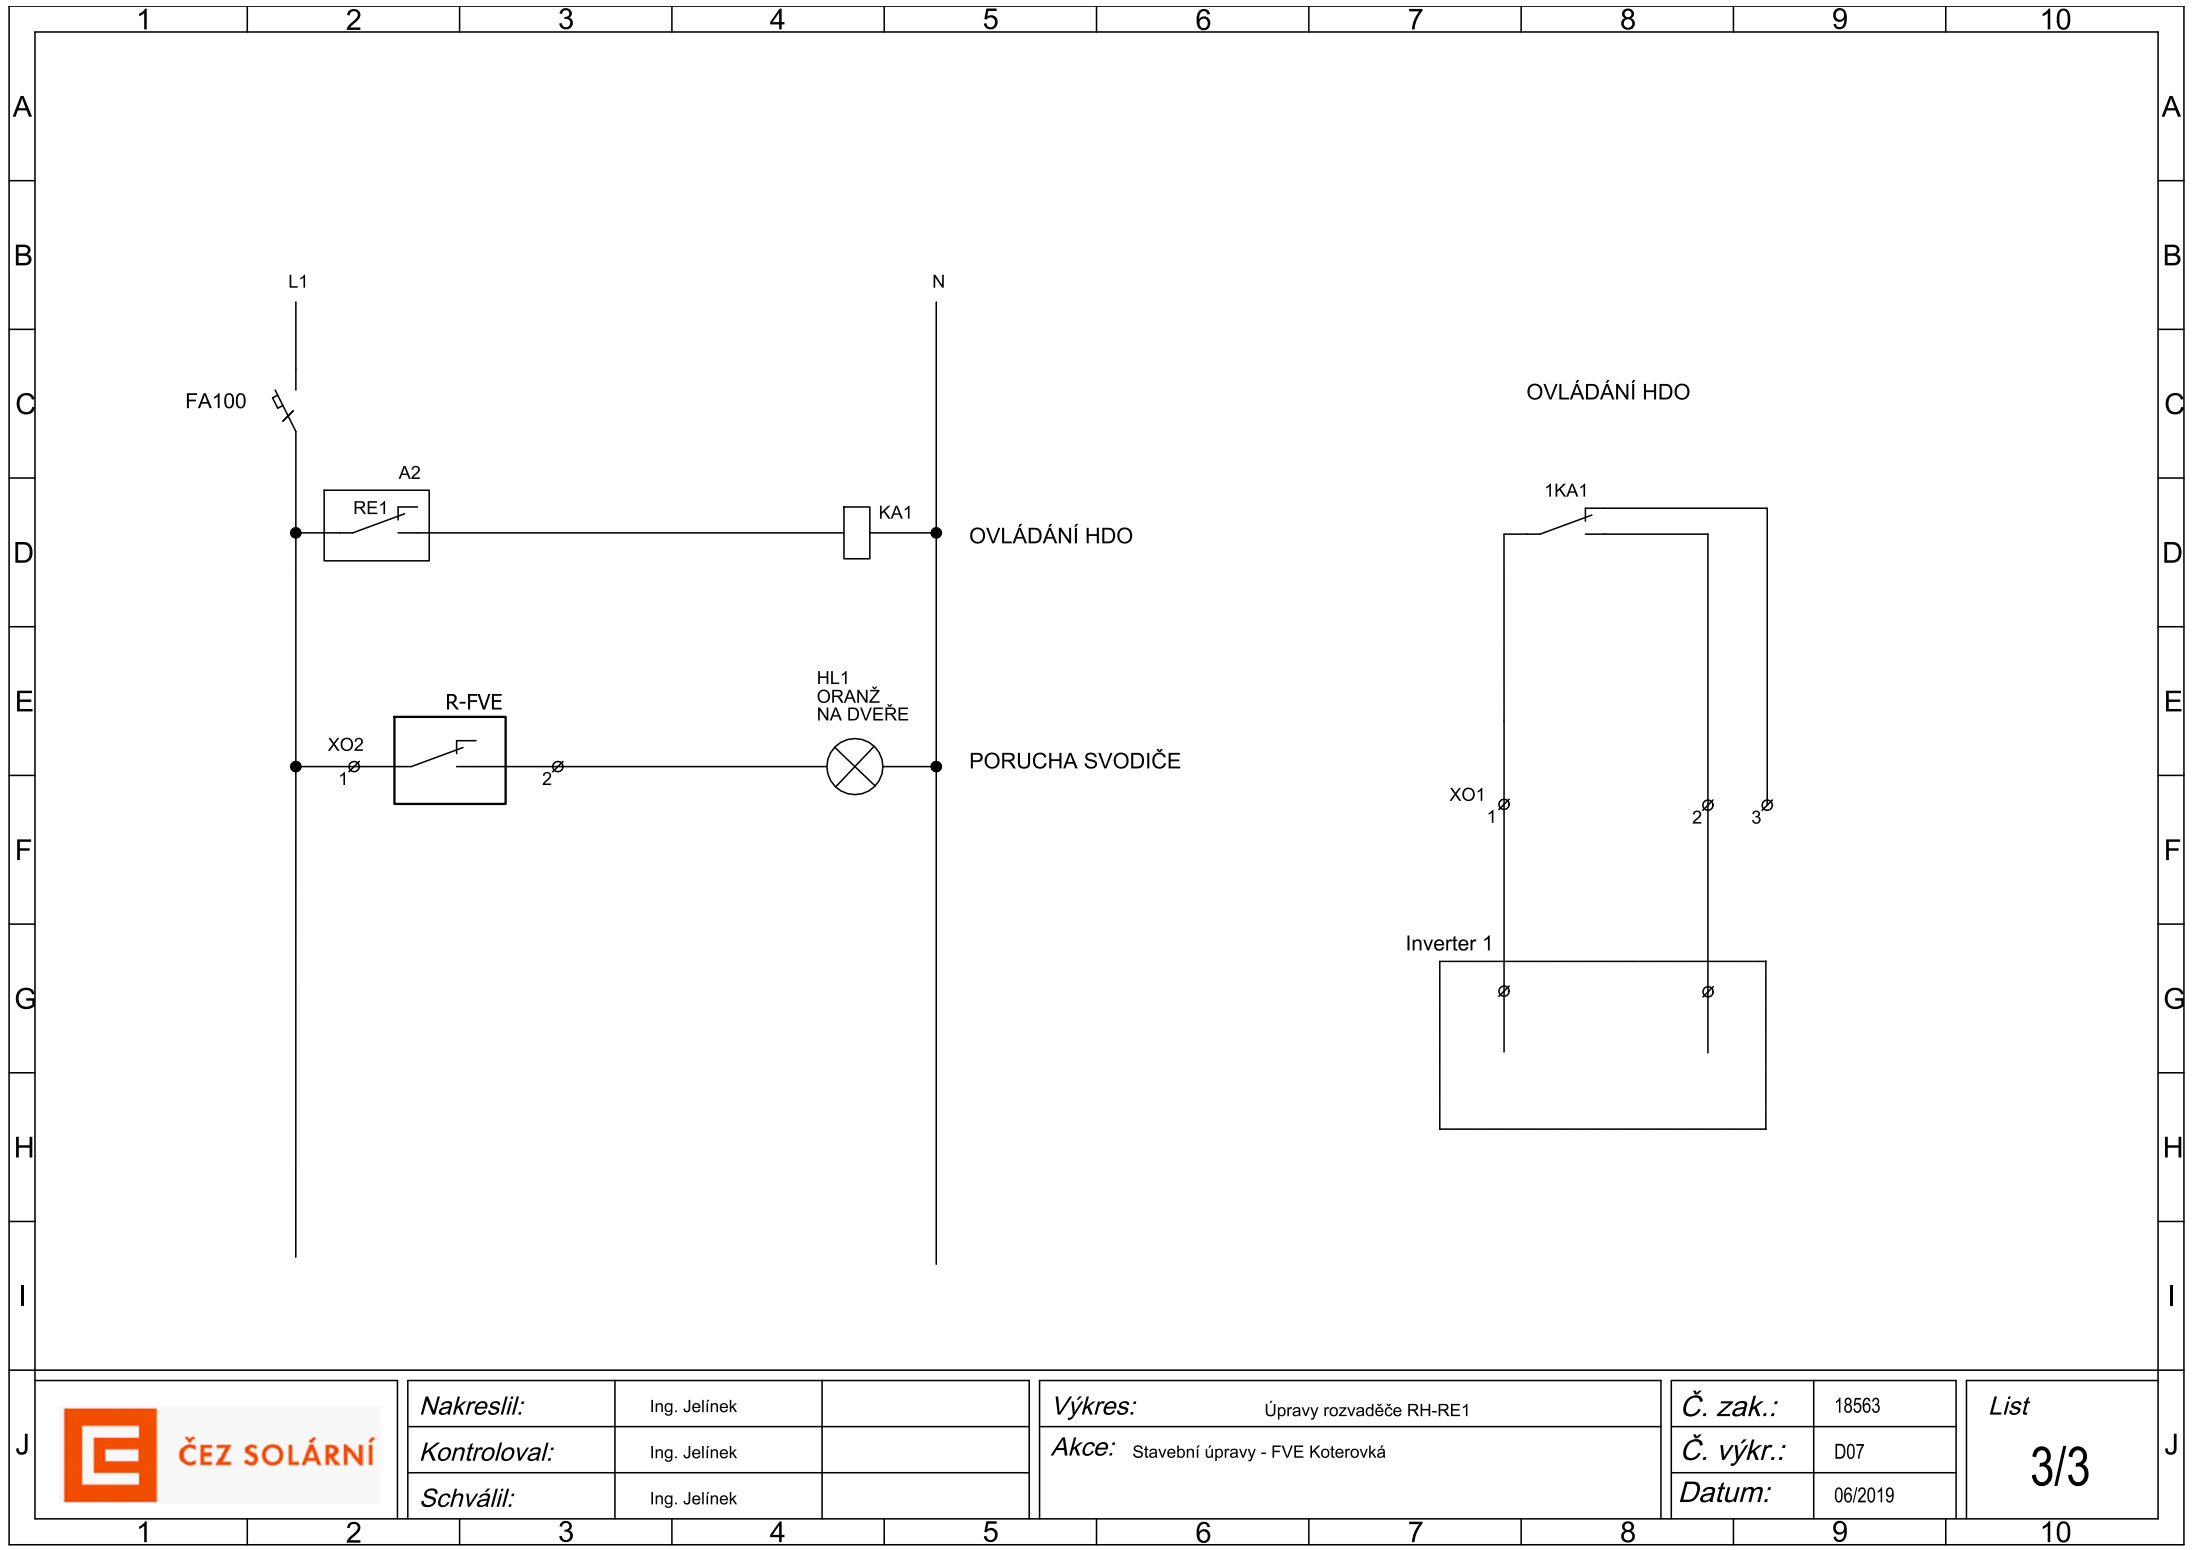 1 2 3 4 5 6 7 8 9 10
A A
B B
L1 N
C C
FA100
OVLÁDÁNÍ HDO
A2
1KA1
RE1
KA1
OVLÁDÁNÍ HDO
D D
HL1
ORANŽ
NA DVEŘE
R-FVE
E E
XO2
1
2
PORUCHA SVODIČE
XO1
1
2
3
F F
Inverter 1
G G
H H
I I
J J
ČEZ SOLÁRNÍ
Nakreslil: Ing. Jelínek
Kontroloval: Ing. Jelínek
Schválil: Ing. Jelínek
Výkres: Úpravy rozvaděče RH-RE1
Akce: Stavební úpravy - FVE Koterovká
Č. zak.: 18563
Č. výkr.: D07
Datum: 06/2019
List
3/3
1 2 3 4 5 6 7 8 9 10